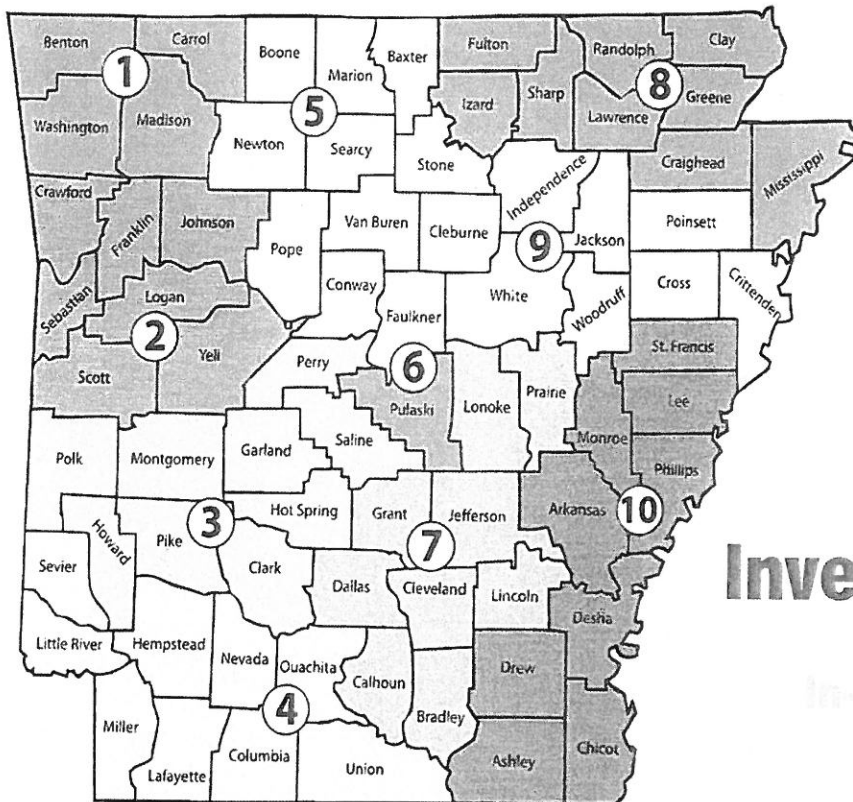 Benton
Carrol
Boone
Marion
Baxter
Fulton
Randolph
Clay
1
5
8
Izard
Sharp
Lawrence
Greene
Washington
Madison
Newton
Searcy
Stone
Independence
Craighead
Mississippi
Crawford
Franklin
Johnson
Pope
Van Buren
Cleburne
9
Jackson
Poinsett
Sebastian
Logan
Conway
Faulkner
White
Woodruff
Cross
Crittenden
2
Scott
Yell
Perry
6
Pulaski
Lonoke
Prairie
St. Francis
Lee
Monroe
Phillips
Polk
Montgomery
Garland
Saline
Hot Spring
Grant
Jefferson
Arkansas
10
Howard
Pike
3
Clark
7
Sevier
Dallas
Cleveland
Lincoln
Inve
Desha
Little River
Hempstead
Nevada
Ouachita
Calhoun
Bradley
Drew
4
Miller
Lafayette
Columbia
Union
Ashley
Chicot